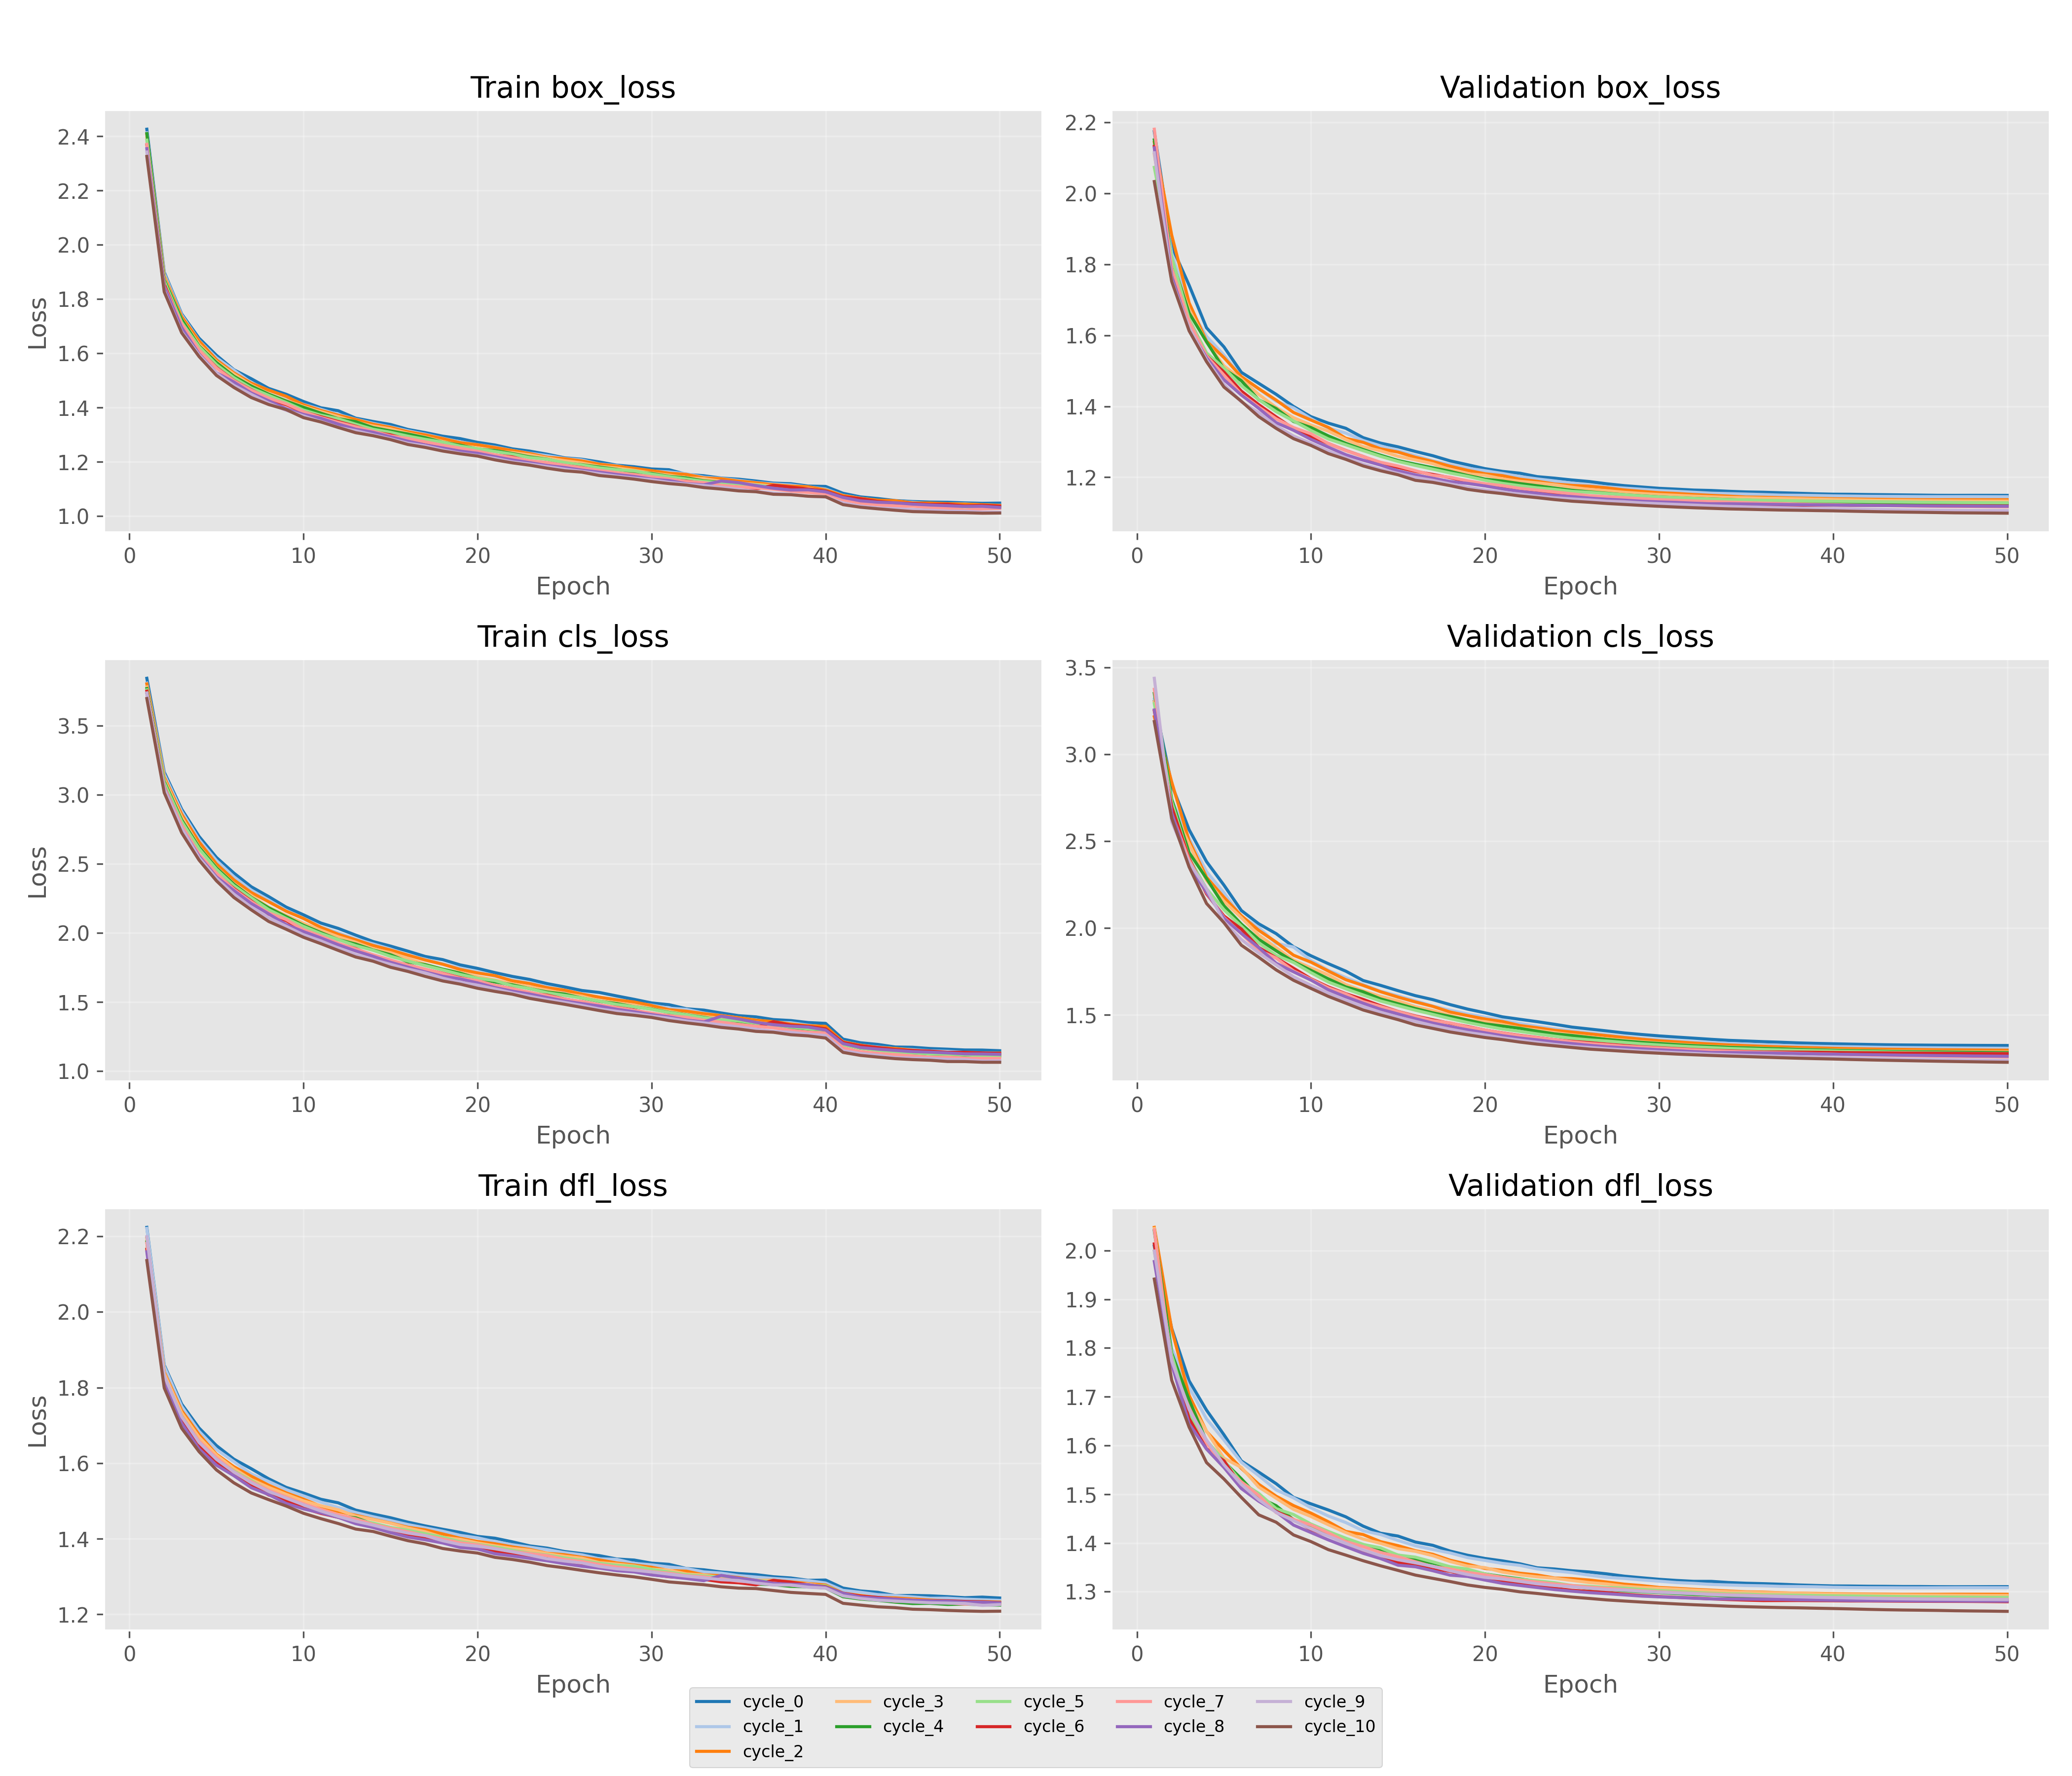 Train box_loss
Validation box_loss
2.4
2.2
2.0
1.8
1.6
1.4
1.2
1.0
Loss
0 10 20 30 40 50
Epoch
2.2
2.0
1.8
1.6
1.4
1.2
0 10 20 30 40 50
Epoch
Train cls_loss
Validation cls_loss
3.5
3.0
2.5
2.0
1.5
1.0
Loss
0 10 20 30 40 50
Epoch
3.5
3.0
2.5
2.0
1.5
0 10 20 30 40 50
Epoch
Train dfl_loss
Validation dfl_loss
2.2
2.0
1.8
1.6
1.4
1.2
Loss
0 10 20 30 40 50
Epoch
2.0
1.9
1.8
1.7
1.6
1.5
1.4
1.3
0 10 20 30 40 50
Epoch
cycle_0 cycle_3 cycle_5 cycle_7 cycle_9
cycle_1 cycle_4 cycle_6 cycle_8 cycle_10
cycle_2